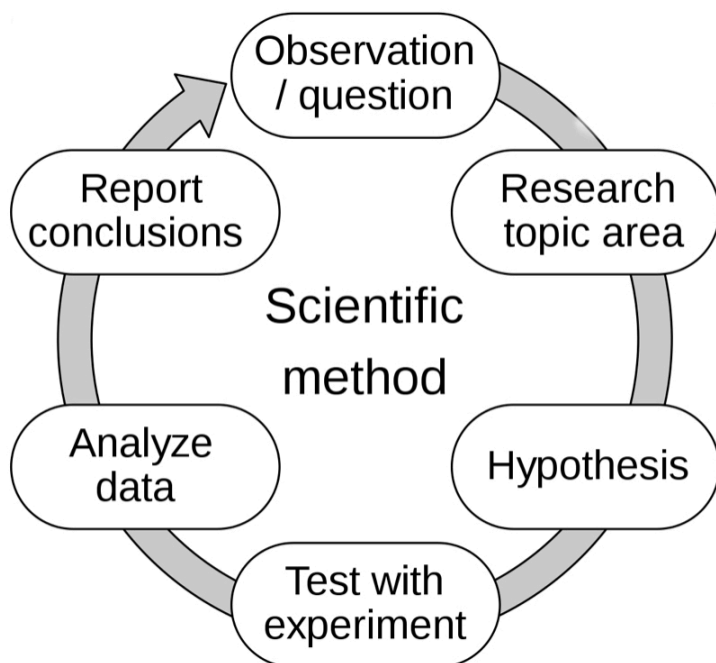 Observation
/ question
Research
topic area
Hypothesis
Test with
experiment
Analyze
data
Report
conclusions
Scientific
method